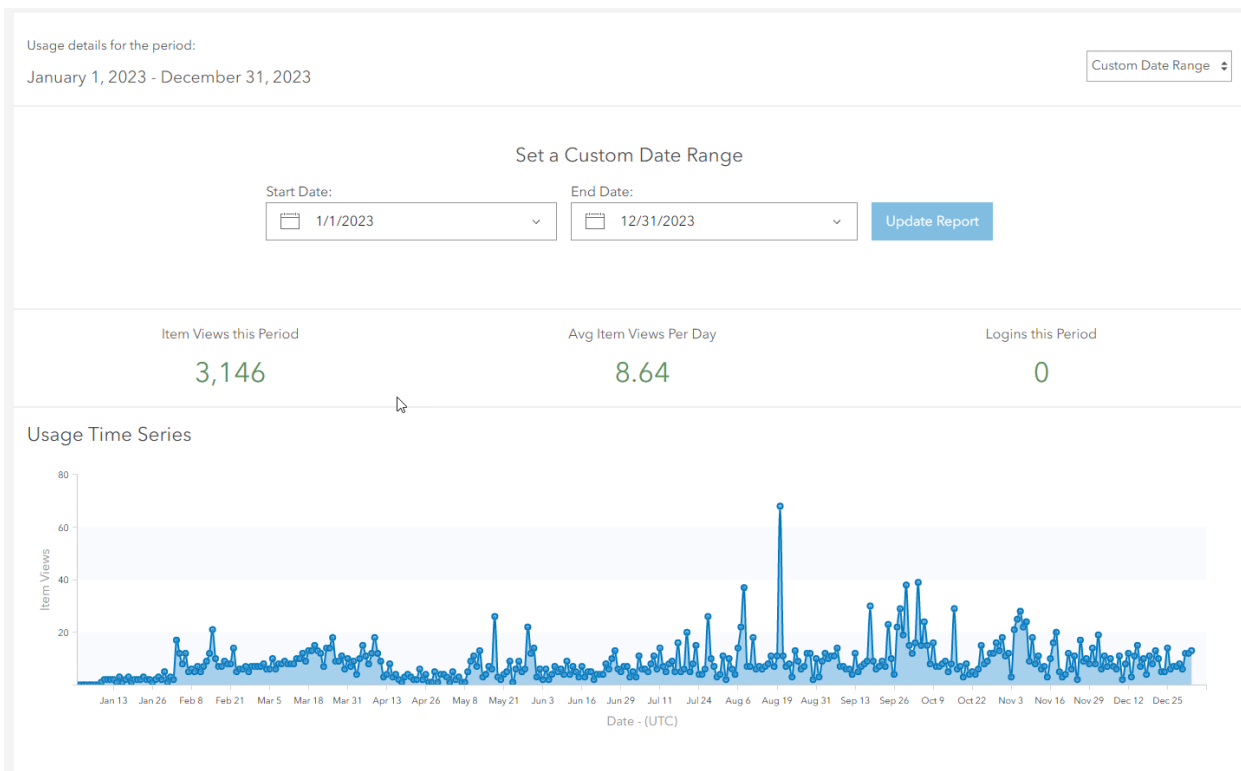 Usage details for the period:
January 1, 2023 - December 31, 2023
Custom Date Range
Set a Custom Date Range
Start Date:
End Date:
1/1/2023
12/31/2023
Update Report
Item Views this Period
Avg Item Views Per Day
Logins this Period
3,146
8.64
0
Usage Time Series
80
60
40
20
Item Views
Jan 13 Jan 26 Feb 8 Feb 21 Mar 5 Mar 18 Mar 31 Apr 13 Apr 26 May 8 May 21 Jun 3 Jun 16 Jun 29 Jul 11 Jul 24 Aug 6 Aug 19 Aug 31 Sep 13 Sep 26 Oct 9 Oct 22 Nov 3 Nov 16 Nov 29 Dec 12 Dec 25
Date - (UTC)